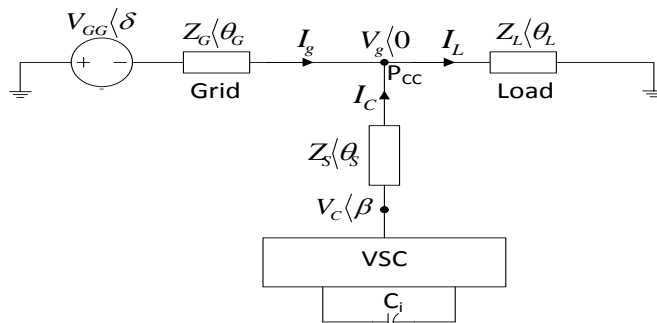 V_GG⟨δ
Z_G⟨θ_G
I_g
V_g⟨0
I_L
Z_L⟨θ_L
+ − -
Grid
P_CC
Load
I_C
Z_S⟨θ_S
V_C⟨β
VSC
C_i